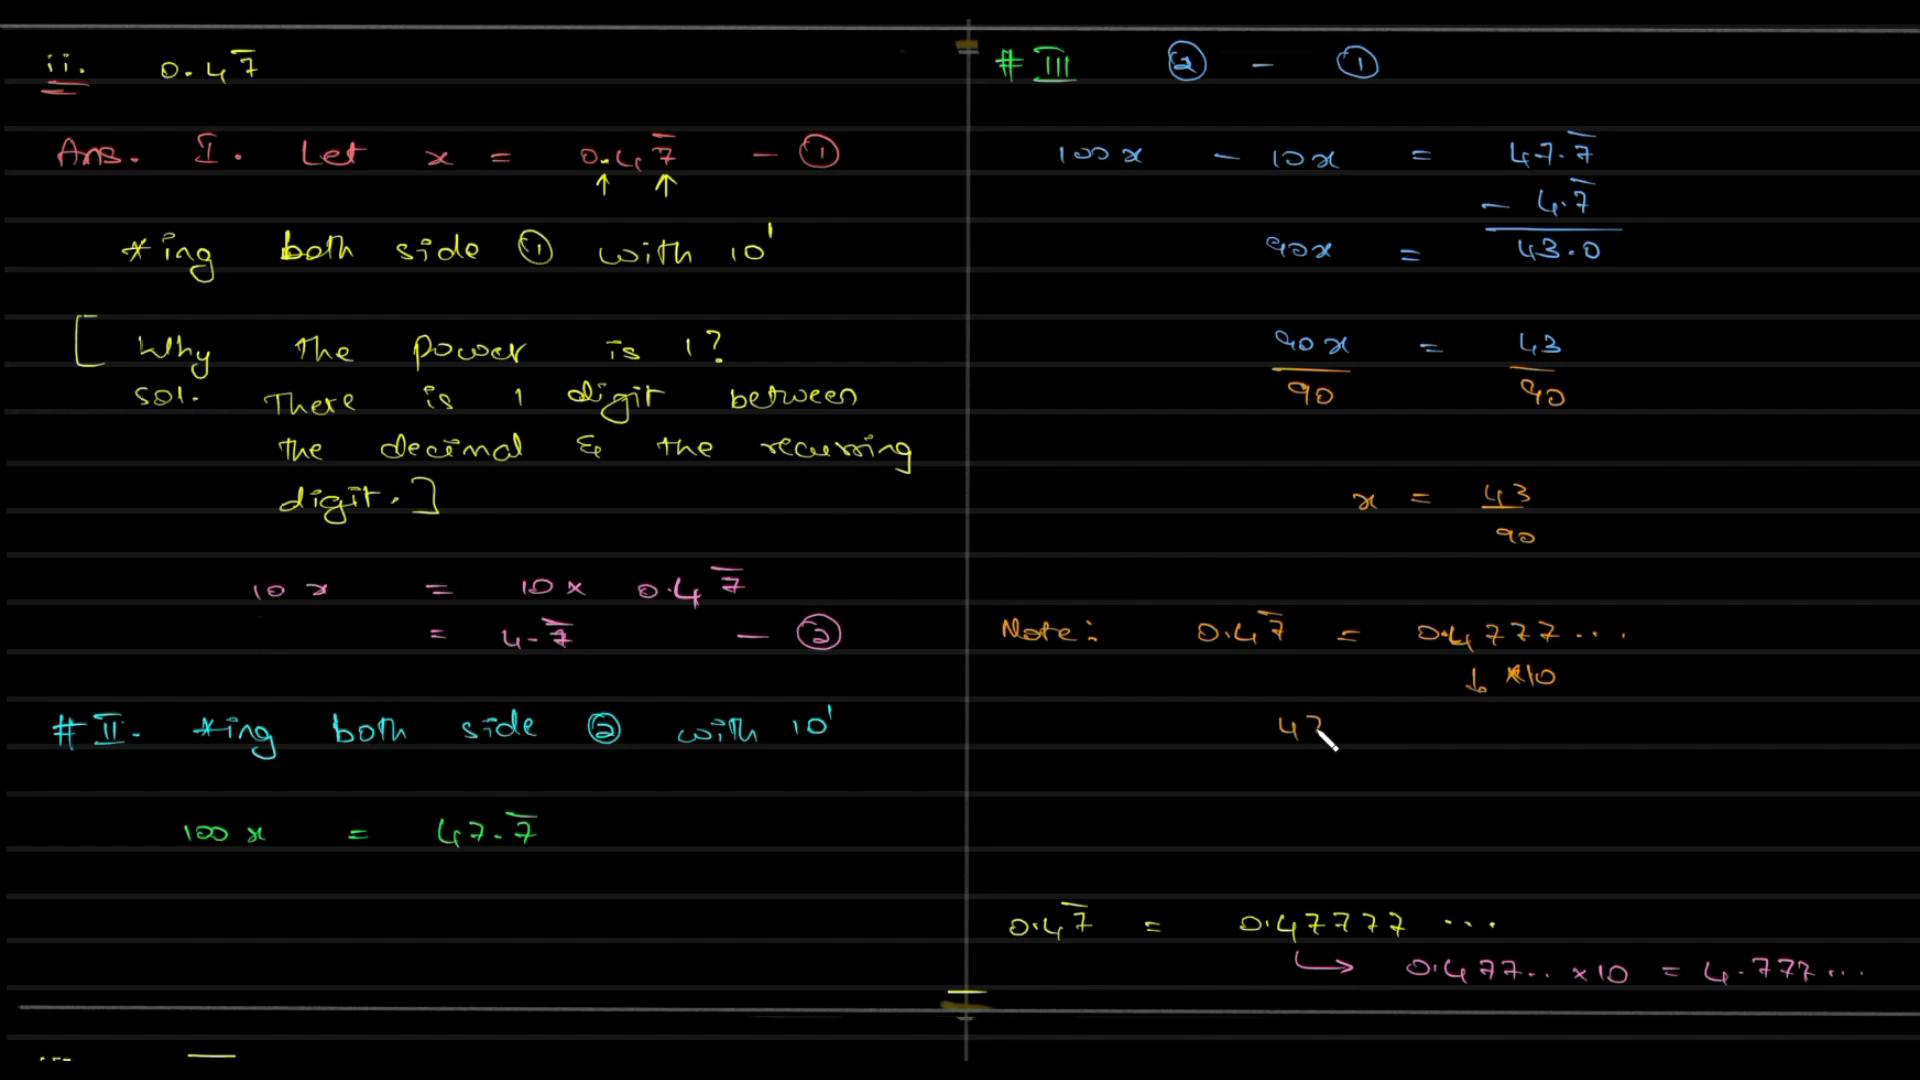 ii. 0.47̅
Ans. I. Let x = 0.47̅ - ①
↑ ↑
*ing both side ① with 10¹
[ Why the power is 1?
Sol. There is 1 digit between
the decimal & the recurring
digit. ]
10x = 10 x 0.47̅
= 4.7̅ - ②
# II. *ing both side ② with 10¹
100x = 47.7̅
# III ② - ①
100x - 10x = 47.7̅
- 4.7̅
90x = 43.0
90x = 43
90 90
x = 43
90
Note: 0.47̅ = 0.4777...
↓ *10
0.47̅ = 0.47777 ...
↳ 0.477.. x10 = 4.777...